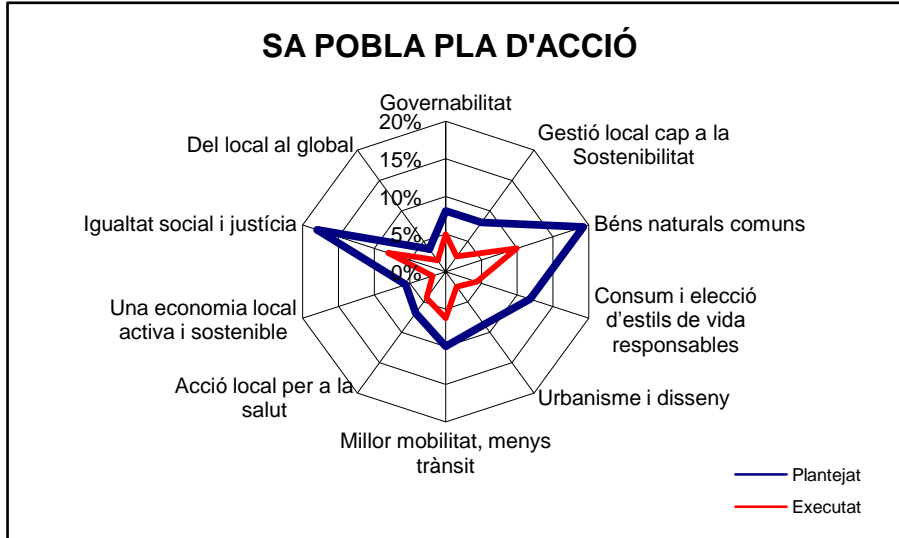 SA POBLA PLA D'ACCIÓ
Governabilitat
20%
15%
10%
5%
0%
Gestió local cap a la
Sostenibilitat
Béns naturals comuns
Consum i elecció
d’estils de vida
responsables
Urbanisme i disseny
Millor mobilitat, menys
trànsit
Acció local per a la
salut
Una economia local
activa i sostenible
Igualtat social i justícia
Del local al global
Plantejat
Executat